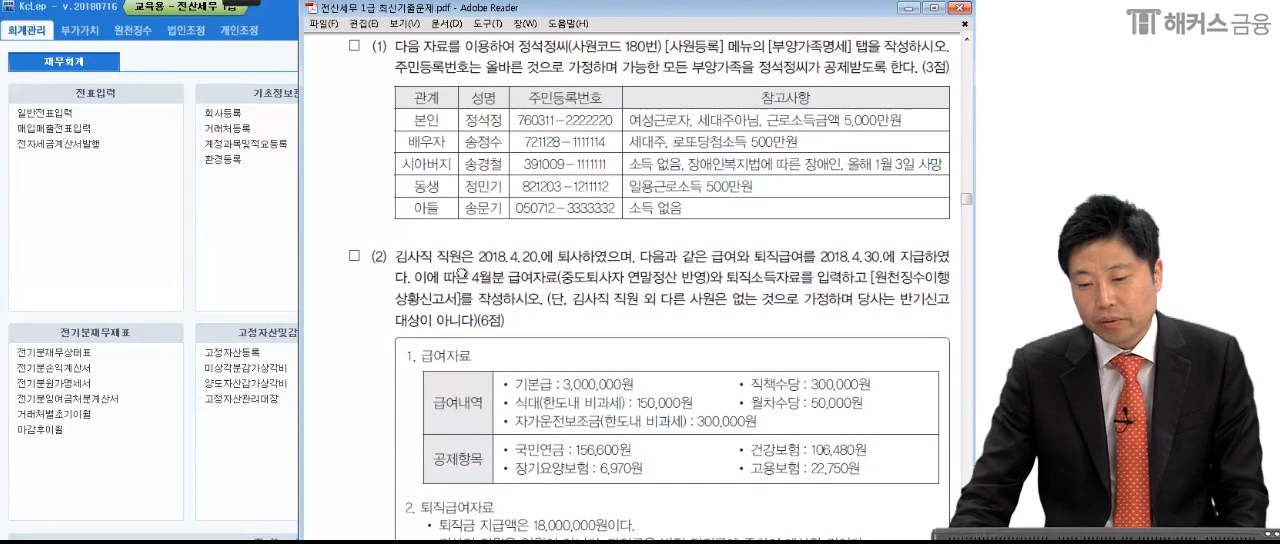 KcLep - v.20180716
교육용 - 전산세무 1급
회계관리 부가가치 원천징수 법인조정 개인조정
재무회계
전표입력
일반전표입력
매입매출전표입력
전자세금계산서발행
기초정보관
회사등록
거래처등록
계정과목및적요등록
환경등록
전기분재무제표
전기분재무상태표
전기분손익계산서
전기분원가명세서
전기분잉여금처분계산서
거래처별초기이월
마감후이월
고정자산및감
고정자산등록
미상각분감가상각비
양도자산감가상각비
고정자산관리대장
전산세무 1급 최신기출문제.pdf - Adobe Reader
파일(F) 편집(E) 보기(V) 문서(D) 도구(T) 창(W) 도움말(H)
(1) 다음 자료를 이용하여 정석정씨(사원코드 180번) [사원등록] 메뉴의 [부양가족명세] 탭을 작성하시오.
주민등록번호는 올바른 것으로 가정하며 가능한 모든 부양가족을 정석정씨가 공제받도록 한다. (3점)
관계 성명 주민등록번호 참고사항
본인 정석정 760311-2222220 여성근로자, 세대주아님, 근로소득금액 5,000만원
배우자 송정수 721128-1111114 세대주, 로또당첨소득 500만원
시아버지 송경철 391009-1111111 소득 없음, 장애인복지법에 따른 장애인, 올해 1월 3일 사망
동생 정민기 821203-1211112 일용근로소득 500만원
아들 송문기 050712-3333332 소득 없음
(2) 김사직 직원은 2018. 4. 20.에 퇴사하였으며, 다음과 같은 급여와 퇴직급여를 2018. 4. 30.에 지급하였
다. 이에 따른 4월분 급여자료(중도퇴사자 연말정산 반영)와 퇴직소득자료를 입력하고 [원천징수이행
상황신고서]를 작성하시오. (단, 김사직 직원 외 다른 사원은 없는 것으로 가정하며 당사는 반기신고
대상이 아니다)(6점)
1. 급여자료
급여내역
• 기본급 : 3,000,000원 • 직책수당 : 300,000원
• 식대(한도내 비과세) : 150,000원 • 월차수당 : 50,000원
• 자가운전보조금(한도내 비과세) : 300,000원
공제항목
• 국민연금 : 156,600원 • 건강보험 : 106,480원
• 장기요양보험 : 6,970원 • 고용보험 : 22,750원
2. 퇴직급여자료
• 퇴직금 지급액은 18,000,000원이다.
해커스금융